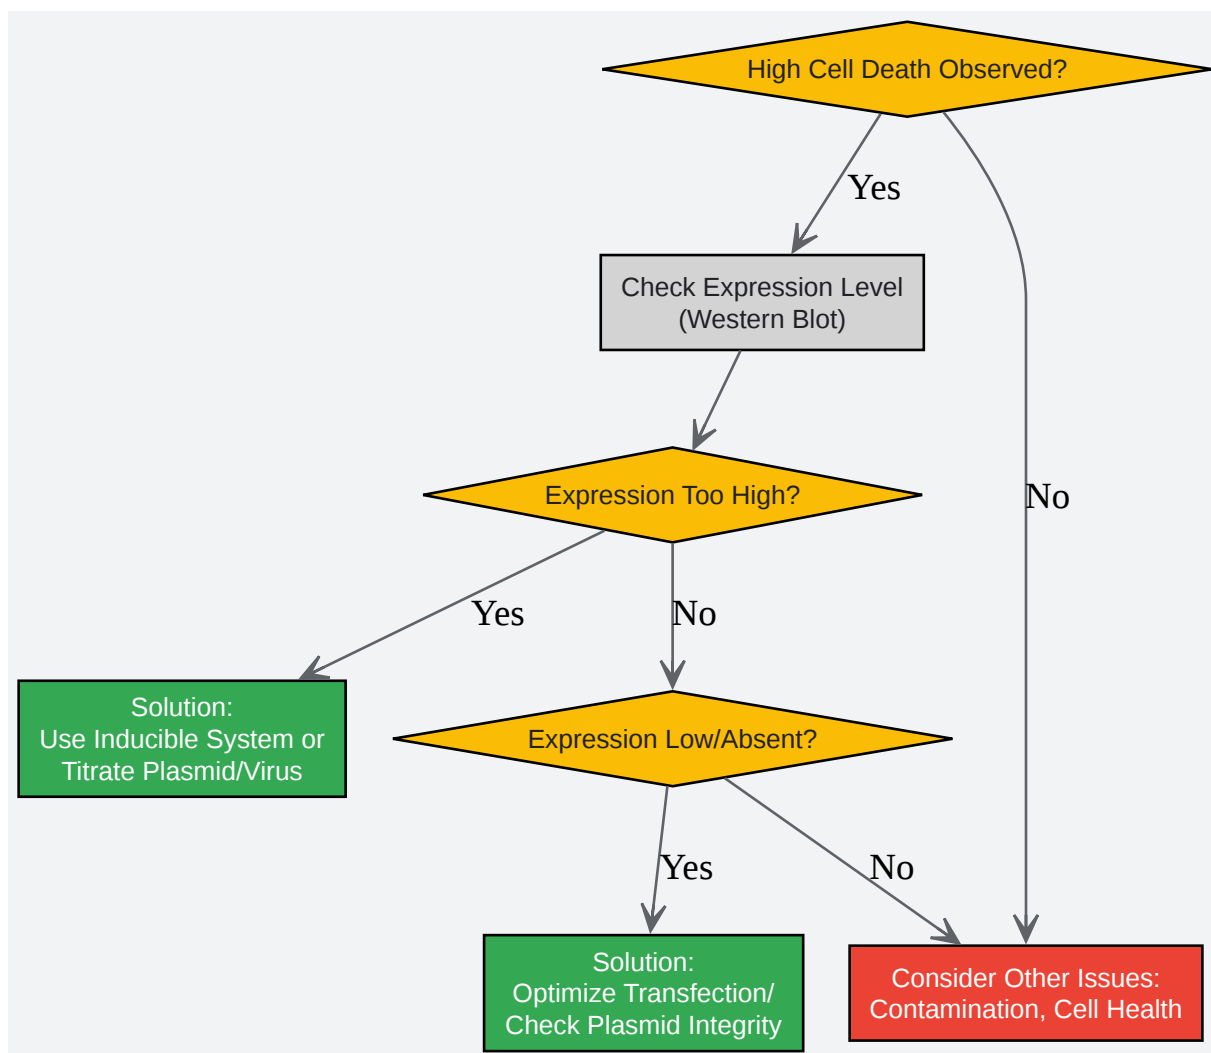 High Cell Death Observed?
Yes
Check Expression Level
(Western Blot)
Expression Too High?
No
Yes
No
Solution:
Use Inducible System or
Titrate Plasmid/Virus
Expression Low/Absent?
Yes
No
Solution:
Optimize Transfection/
Check Plasmid Integrity
Consider Other Issues:
Contamination, Cell Health